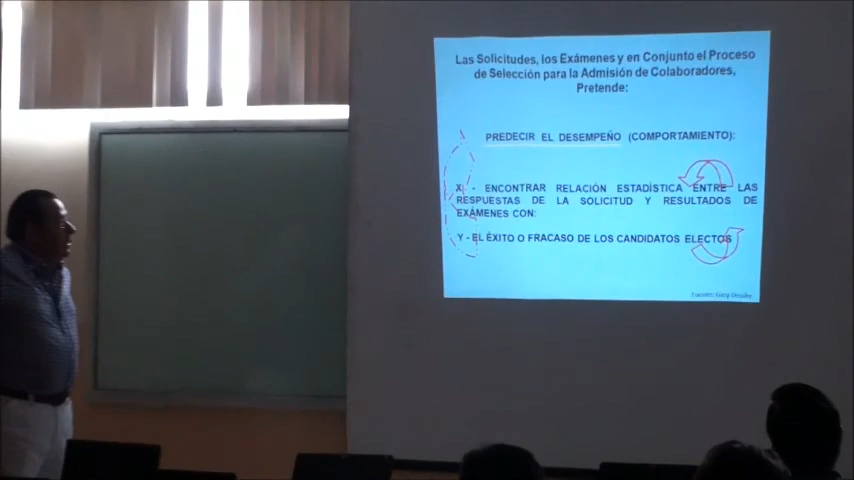 Las Solicitudes, los Exámenes y en Conjunto el Proceso
de Selección para la Admisión de Colaboradores,
Pretende:
PREDECIR EL DESEMPEÑO (COMPORTAMIENTO):
X - ENCONTRAR RELACIÓN ESTADÍSTICA ENTRE LAS
RESPUESTAS DE LA SOLICITUD Y RESULTADOS DE
EXÁMENES CON:
Y - EL ÉXITO O FRACASO DE LOS CANDIDATOS ELECTOS
Gary Dessler